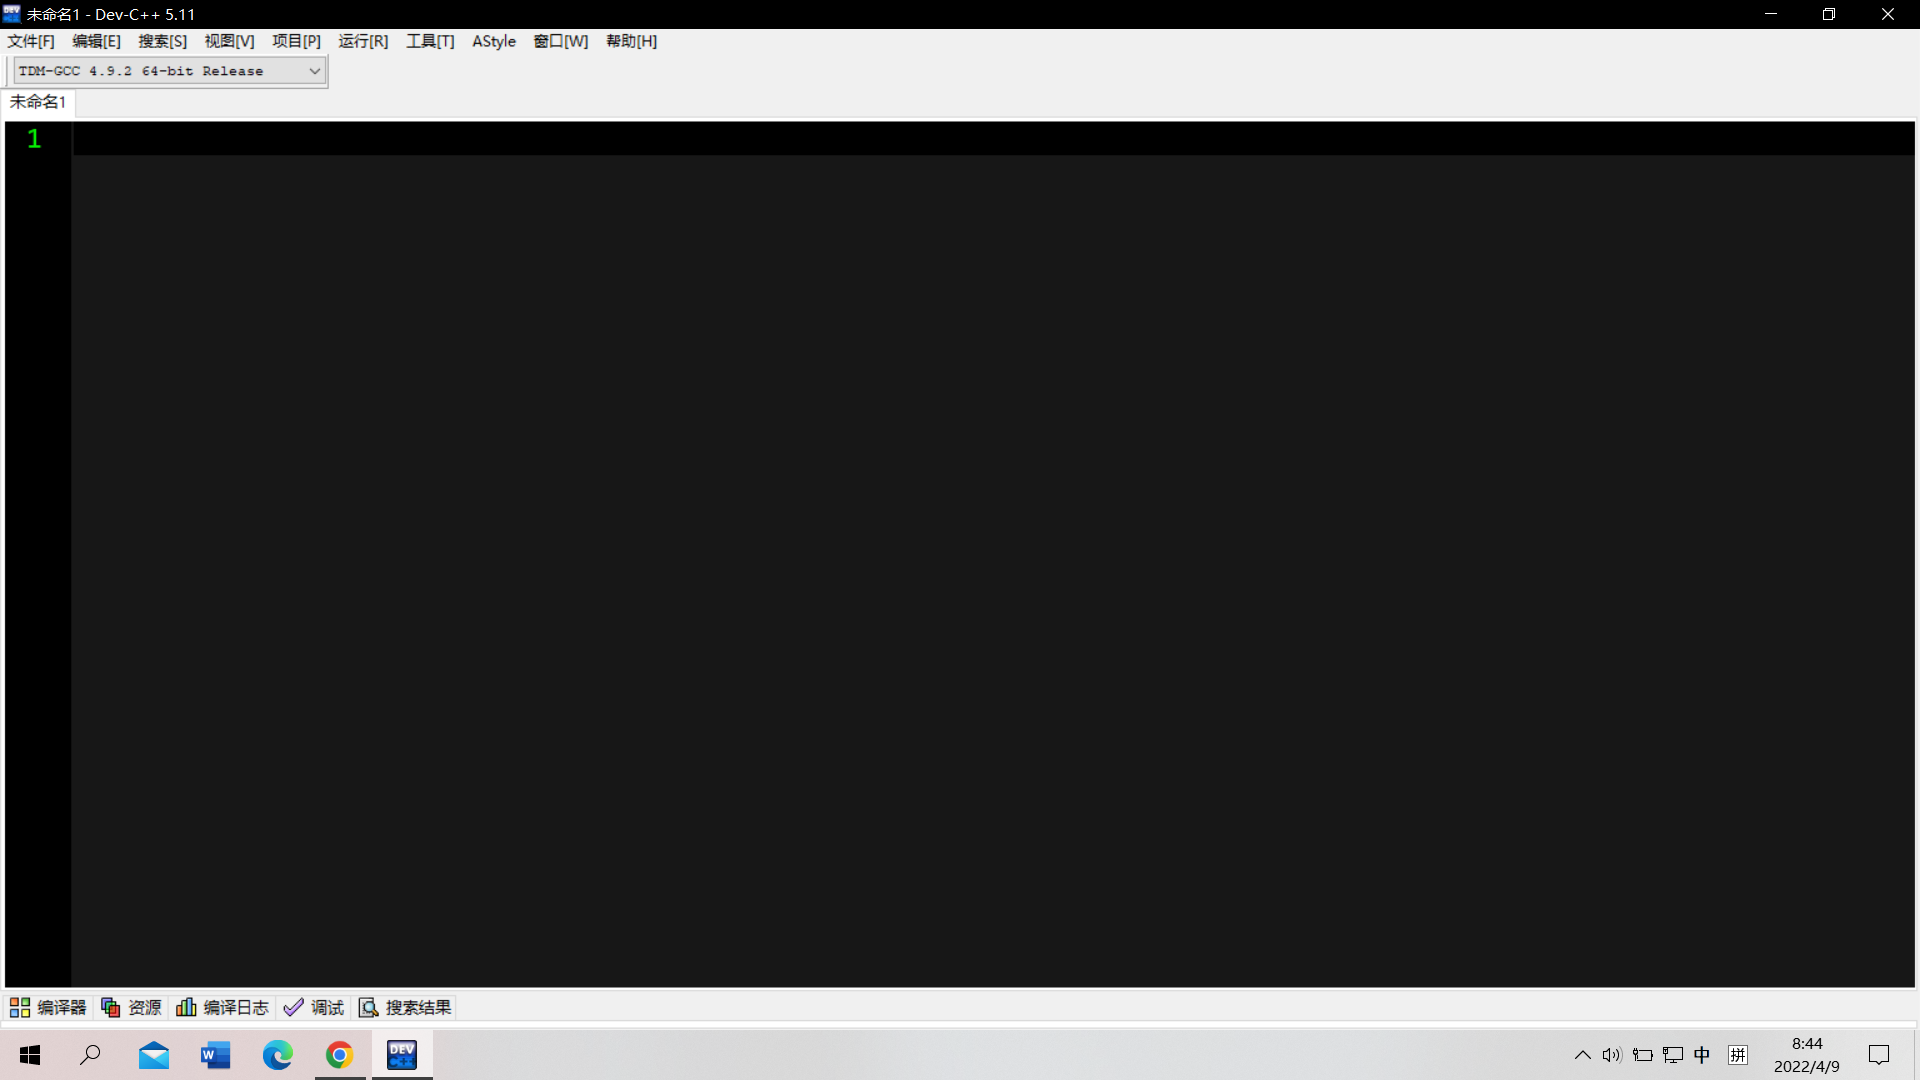 未命名1 - Dev-C++ 5.11
文件[F] 编辑[E] 搜索[S] 视图[V] 项目[P] 运行[R] 工具[T] AStyle 窗口[W] 帮助[H]
TDM-GCC 4.9.2 64-bit Release
未命名1
1
编译器 资源 编译日志 调试 搜索结果
DEV C++
中 拼
8:44
2022/4/9